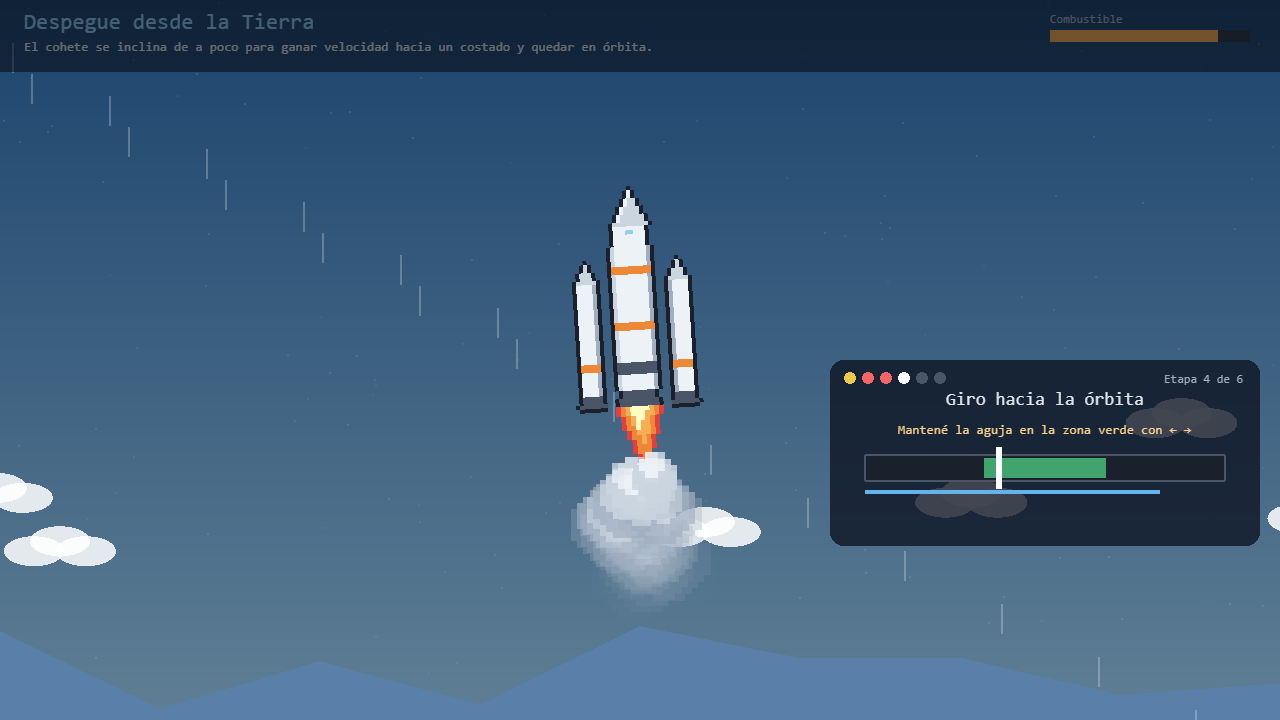 Despegue desde la Tierra
El cohete se inclina de a poco para ganar velocidad hacia un costado y quedar en órbita.
Combustible
Etapa 4 de 6
Giro hacia la órbita
Mantené la aguja en la zona verde con ← →